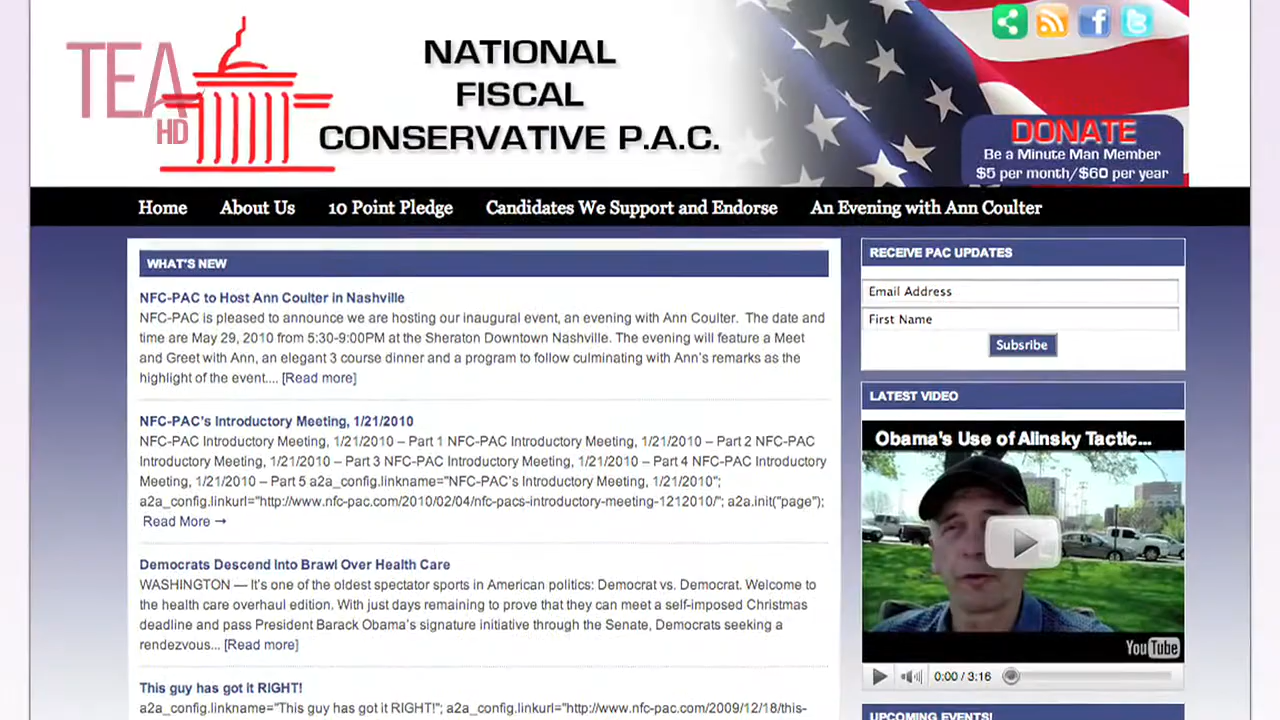 TEA
HD
NATIONAL
FISCAL
CONSERVATIVE P.A.C.
DONATE
Be a Minute Man Member
$5 per month/$60 per year
Home About Us 10 Point Pledge Candidates We Support and Endorse An Evening with Ann Coulter
WHAT'S NEW
NFC-PAC to Host Ann Coulter in Nashville
NFC-PAC is pleased to announce we are hosting our inaugural event, an evening with Ann Coulter. The date and
time are May 29, 2010 from 5:30-9:00PM at the Sheraton Downtown Nashville. The evening will feature a Meet
and Greet with Ann, an elegant 3 course dinner and a program to follow culminating with Ann's remarks as the
highlight of the event.... [Read more]
NFC-PAC's Introductory Meeting, 1/21/2010
NFC-PAC Introductory Meeting, 1/21/2010 – Part 1 NFC-PAC Introductory Meeting, 1/21/2010 – Part 2 NFC-PAC
Introductory Meeting, 1/21/2010 – Part 3 NFC-PAC Introductory Meeting, 1/21/2010 – Part 4 NFC-PAC Introductory
Meeting, 1/21/2010 – Part 5 a2a_config.linkname="NFC-PAC's Introductory Meeting, 1/21/2010";
a2a_config.linkurl="http://www.nfc-pac.com/2010/02/04/nfc-pacs-introductory-meeting-1212010/"; a2a.init("page");
Read More →
Democrats Descend Into Brawl Over Health Care
WASHINGTON — It's one of the oldest spectator sports in American politics: Democrat vs. Democrat. Welcome to
the health care overhaul edition. With just days remaining to prove that they can meet a self-imposed Christmas
deadline and pass President Barack Obama's signature initiative through the Senate, Democrats seeking a
rendezvous... [Read more]
This guy has got it RIGHT!
a2a_config.linkname="This guy has got it RIGHT!"; a2a_config.linkurl="http://www.nfc-pac.com/2009/12/18/this-
RECEIVE PAC UPDATES
Email Address
First Name
Subsribe
LATEST VIDEO
Obama's Use of Alinsky Tactic...
YouTube
0:00 / 3:16
UPCOMING EVENTS!